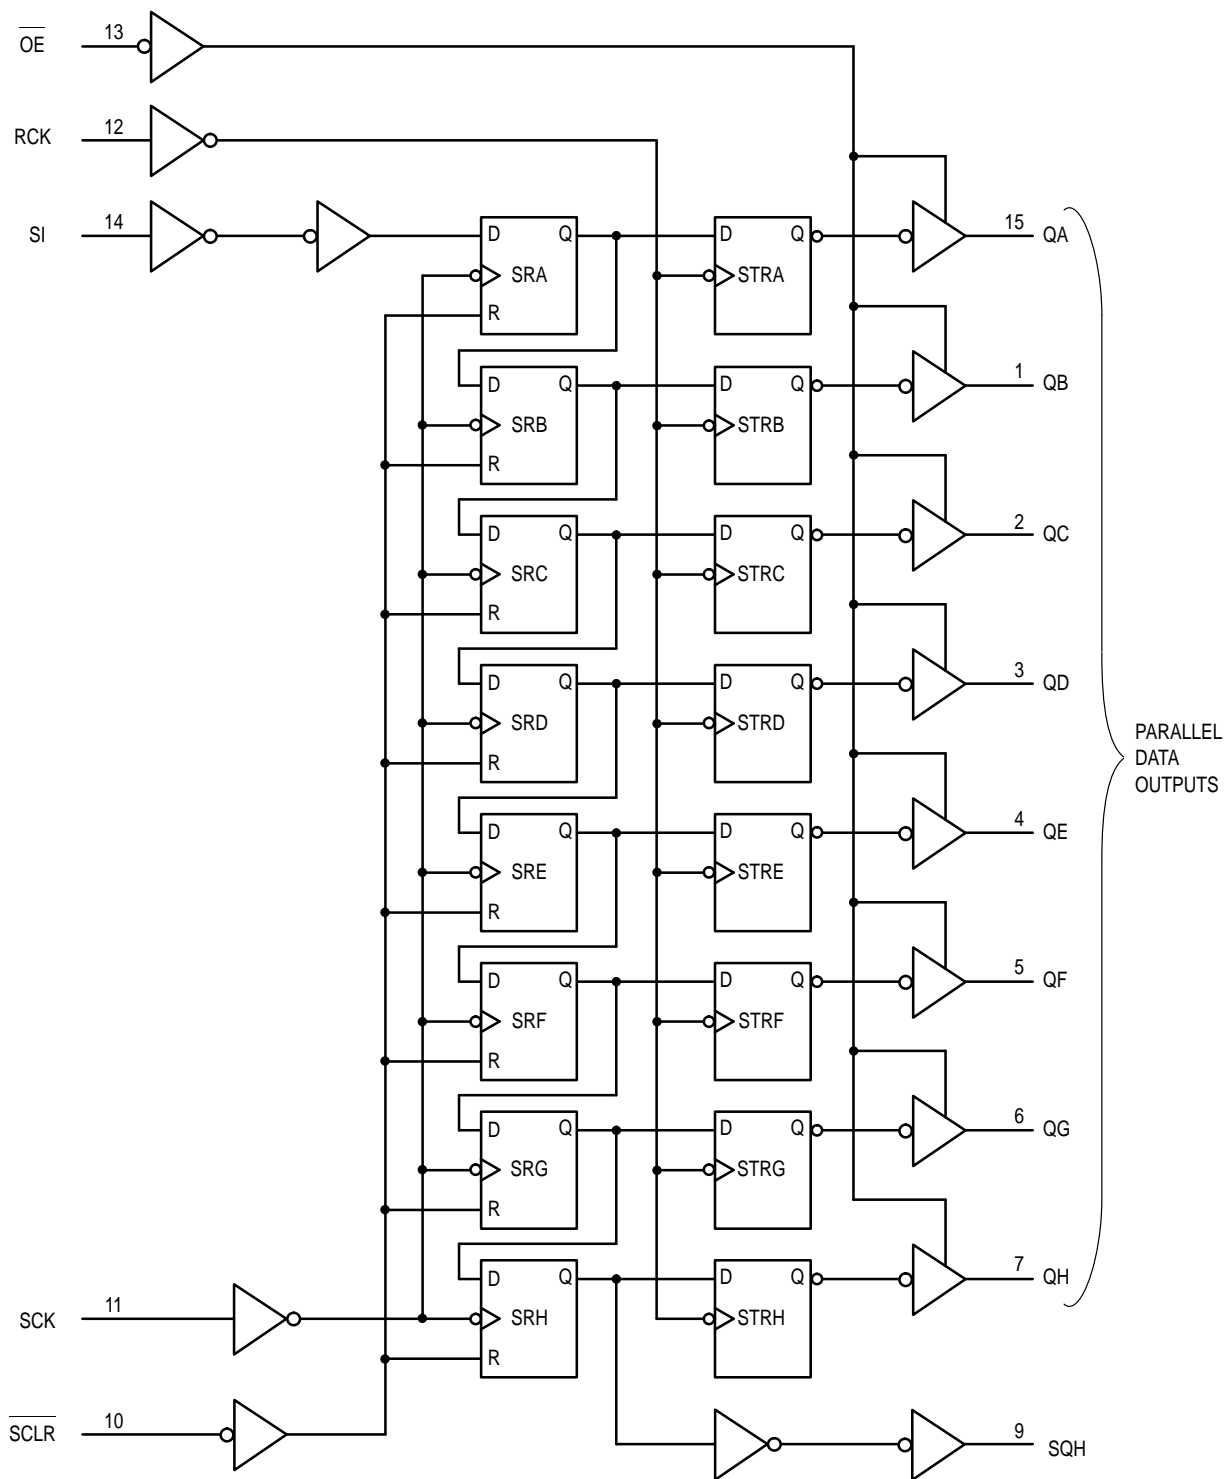 13
OE
12
RCK
14
SI
D Q
SRA
R
D Q
STRA
15
QA
D Q
SRB
R
D Q
STRB
1
QB
D Q
SRC
R
D Q
STRC
2
QC
D Q
SRD
R
D Q
STRD
3
QD
PARALLEL
DATA
OUTPUTS
D Q
SRE
R
D Q
STRE
4
QE
D Q
SRF
R
D Q
STRF
5
QF
D Q
SRG
R
D Q
STRG
6
QG
D Q
SRH
R
D Q
STRH
7
QH
11
SCK
10
SCLR
9
SQH